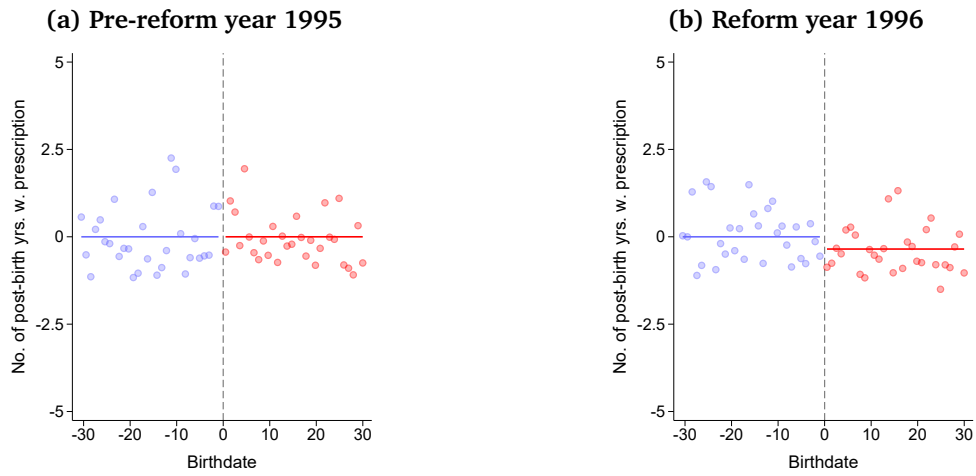 (a) Pre-reform year 1995
No. of post-birth yrs. w. prescription
5
2.5
0
-2.5
-5
-30 -20 -10 0 10 20 30
Birthdate
(b) Reform year 1996
No. of post-birth yrs. w. prescription
5
2.5
0
-2.5
-5
-30 -20 -10 0 10 20 30
Birthdate